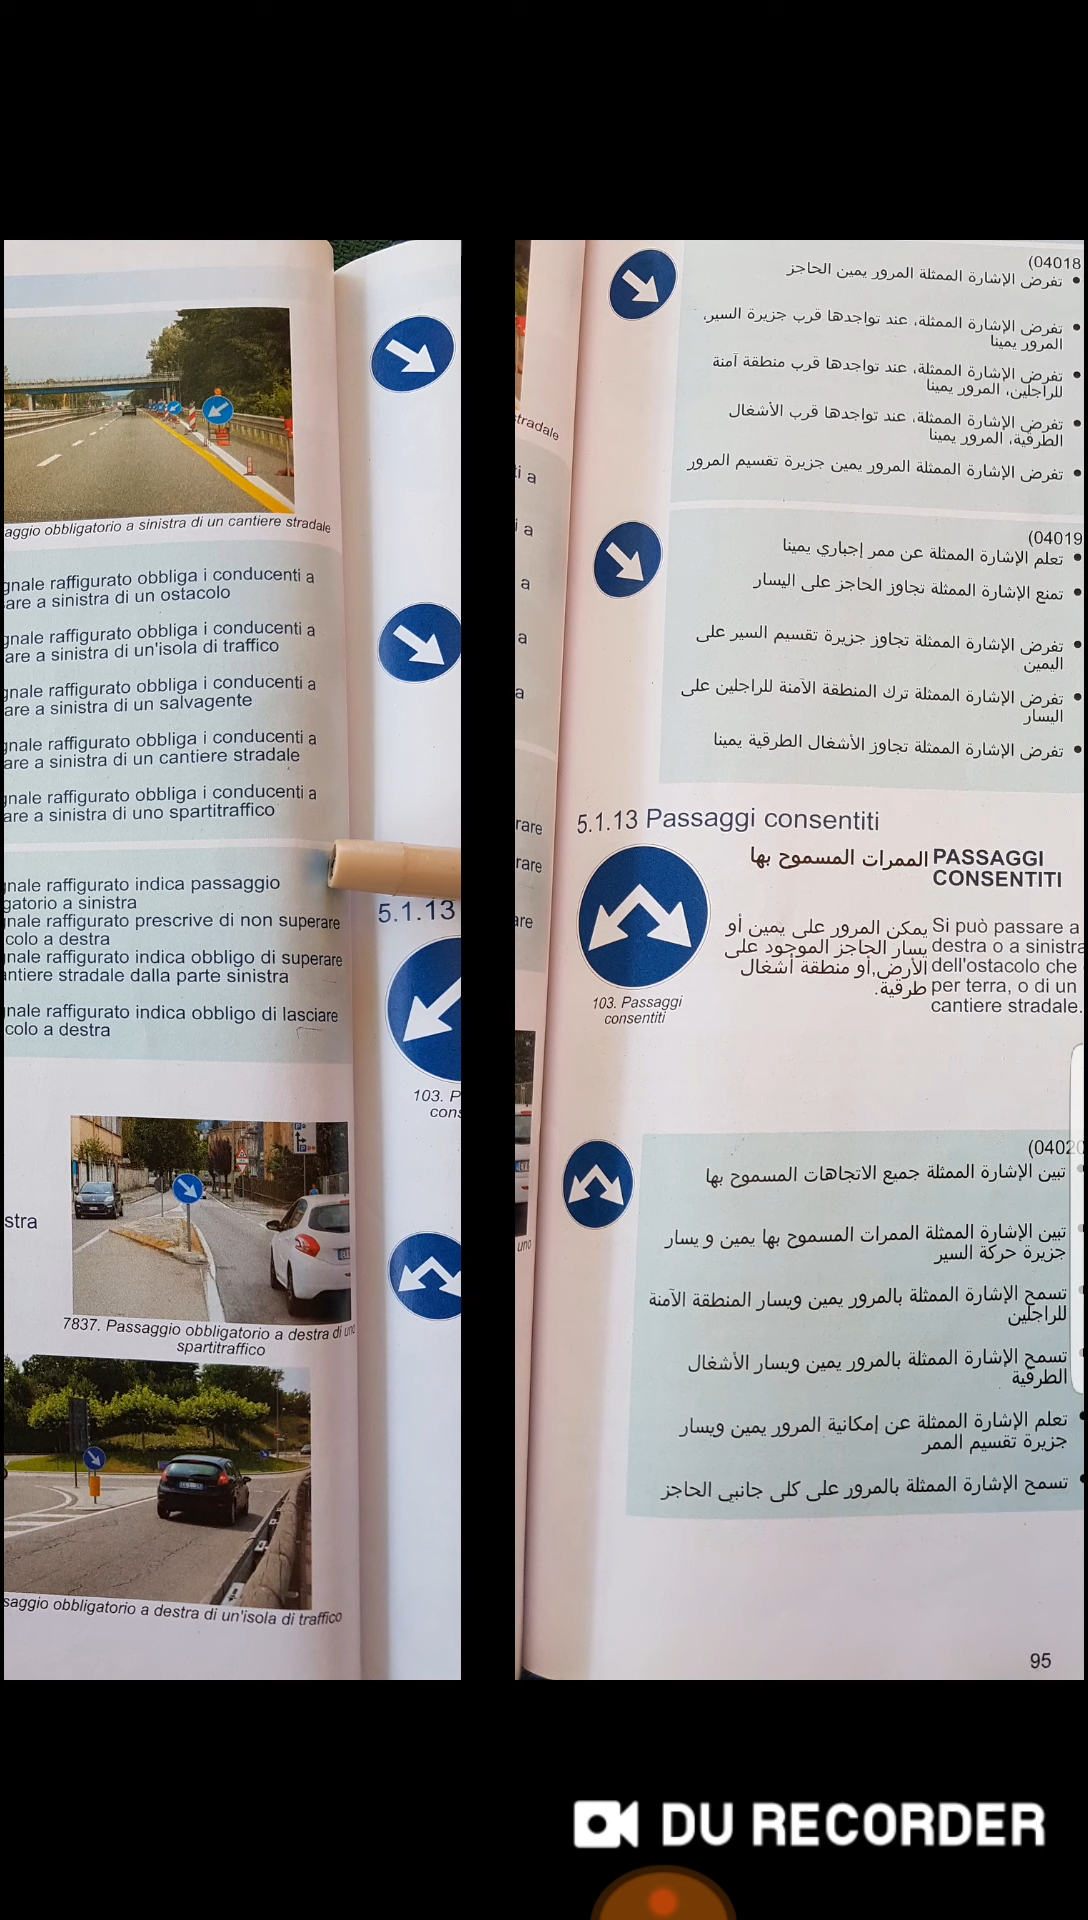 aggio obbligatorio a sinistra di un cantiere stradale
gnale raffigurato obbliga i conducenti a
are a sinistra di un ostacolo
gnale raffigurato obbliga i conducenti a
are a sinistra di un'isola di traffico
gnale raffigurato obbliga i conducenti a
are a sinistra di un salvagente
gnale raffigurato obbliga i conducenti a
are a sinistra di un cantiere stradale
gnale raffigurato obbliga i conducenti a
are a sinistra di uno spartitraffico
gnale raffigurato indica passaggio
gatorio a sinistra
gnale raffigurato prescrive di non superare
colo a destra
gnale raffigurato indica obbligo di superare
antiere stradale dalla parte sinistra
gnale raffigurato indica obbligo di lasciare
colo a destra
stra
7837. Passaggio obbligatorio a destra di uno
spartitraffico
saggio obbligatorio a destra di un'isola di traffico
5.1.13
103. P
cons
stradale
ti a
i a
a
a
a
rare
rare
are
uno
(04018
تفرض الإشارة الممثلة المرور يمين الحاجز
تفرض الإشارة الممثلة، عند تواجدها قرب جزيرة السير،
المرور يمينا
تفرض الإشارة الممثلة، عند تواجدها قرب منطقة آمنة
للراجلين، المرور يمينا
تفرض الإشارة الممثلة، عند تواجدها قرب الأشغال
الطرقية، المرور يمينا
تفرض الإشارة الممثلة المرور يمين جزيرة تقسيم المرور
(04019
تعلم الإشارة الممثلة عن ممر إجباري يمينا
تمنع الإشارة الممثلة تجاوز الحاجز على اليسار
تفرض الإشارة الممثلة تجاوز جزيرة تقسيم السير على
اليمين
تفرض الإشارة الممثلة ترك المنطقة الآمنة للراجلين على
اليسار
تفرض الإشارة الممثلة تجاوز الأشغال الطرقية يمينا
5.1.13 Passaggi consentiti
الممرات المسموح بها
PASSAGGI
CONSENTITI
يمكن المرور على يمين أو
يسار الحاجز الموجود على
الأرض,أو منطقة أشغال
طرقية.
Si può passare a
destra o a sinistra
dell'ostacolo che
per terra, o di un
cantiere stradale.
103. Passaggi
consentiti
(04020
تبين الإشارة الممثلة جميع الاتجاهات المسموح بها
تبين الإشارة الممثلة الممرات المسموح بها يمين و يسار
جزيرة حركة السير
تسمح الإشارة الممثلة بالمرور يمين ويسار المنطقة الآمنة
للراجلين
تسمح الإشارة الممثلة بالمرور يمين ويسار الأشغال
الطرقية
تعلم الإشارة الممثلة عن إمكانية المرور يمين ويسار
جزيرة تقسيم الممر
تسمح الإشارة الممثلة بالمرور على كلى جانبي الحاجز
95
DU RECORDER